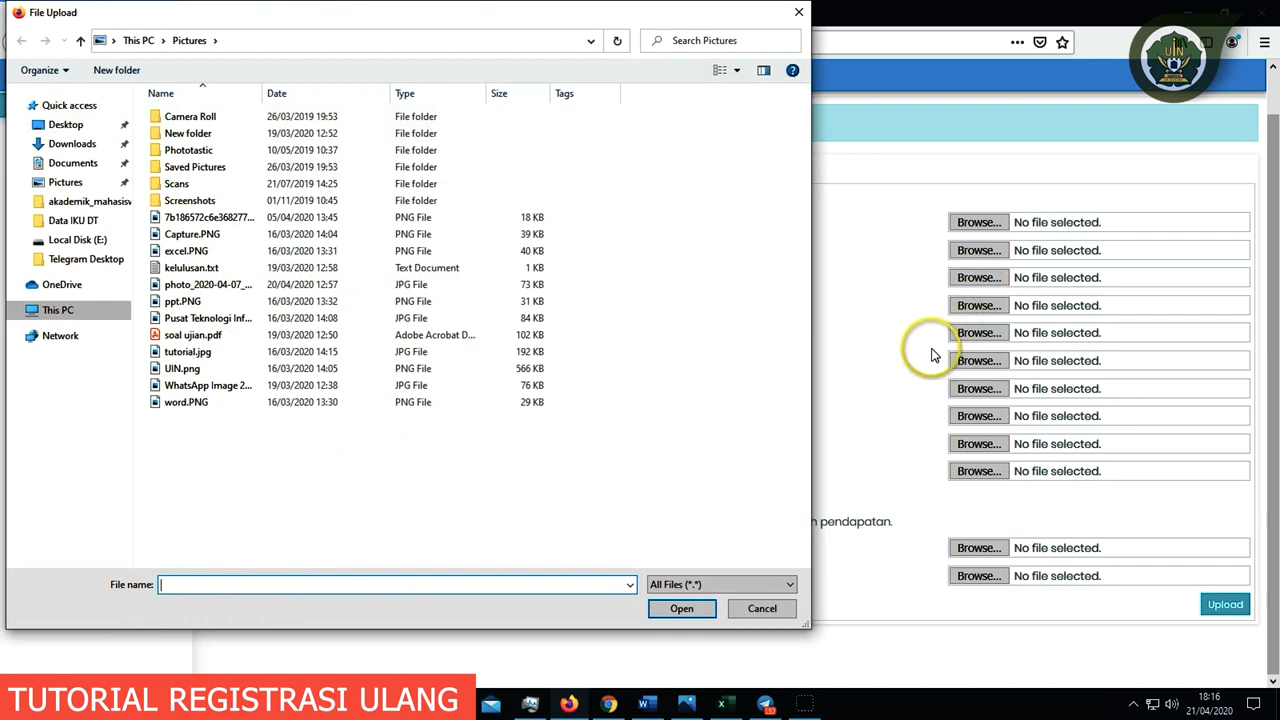 File Upload
This PC > Pictures >
Search Pictures
Organize
New folder
Name Date Type Size Tags
Quick access
Desktop
Downloads
Documents
Pictures
akademik_mahasisw
Data IKU DT
Local Disk (E:)
Telegram Desktop
OneDrive
This PC
Network
Camera Roll 26/03/2019 19:53 File folder
New folder 19/03/2020 12:52 File folder
Phototastic 10/05/2019 10:37 File folder
Saved Pictures 26/03/2019 19:53 File folder
Scans 21/07/2019 14:25 File folder
Screenshots 01/11/2019 10:45 File folder
7b186572c6e368277... 05/04/2020 13:45 PNG File 18 KB
Capture.PNG 16/03/2020 14:04 PNG File 39 KB
excel.PNG 16/03/2020 13:31 PNG File 40 KB
kelulusan.txt 19/03/2020 12:58 Text Document 1 KB
photo_2020-04-07_... 20/04/2020 12:57 JPG File 73 KB
ppt.PNG 16/03/2020 13:32 PNG File 31 KB
Pusat Teknologi Inf... 16/03/2020 14:08 JPG File 84 KB
soal ujian.pdf 19/03/2020 12:50 Adobe Acrobat D... 102 KB
tutorial.jpg 16/03/2020 14:15 JPG File 192 KB
UIN.png 16/03/2020 14:05 PNG File 566 KB
WhatsApp Image 2... 19/03/2020 12:38 JPG File 76 KB
word.PNG 16/03/2020 13:30 PNG File 29 KB
File name:
All Files (*.*)
Open Cancel
UIN
Browse... No file selected.
Browse... No file selected.
Browse... No file selected.
Browse... No file selected.
Browse... No file selected.
Browse... No file selected.
Browse... No file selected.
Browse... No file selected.
Browse... No file selected.
Browse... No file selected.
h pendapatan.
Browse... No file selected.
Browse... No file selected.
Upload
TUTORIAL REGISTRASI ULANG
18:16
21/04/2020